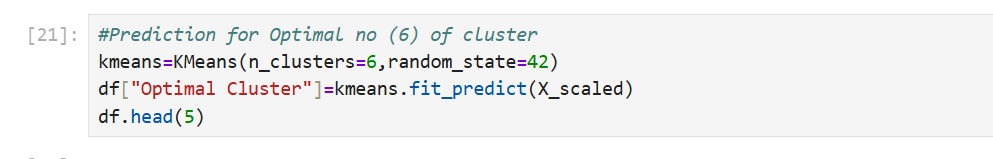 [21]: #Prediction for Optimal no (6) of cluster
kmeans=KMeans(n_clusters=6,random_state=42)
df["Optimal Cluster"]=kmeans.fit_predict(X_scaled)
df.head(5)